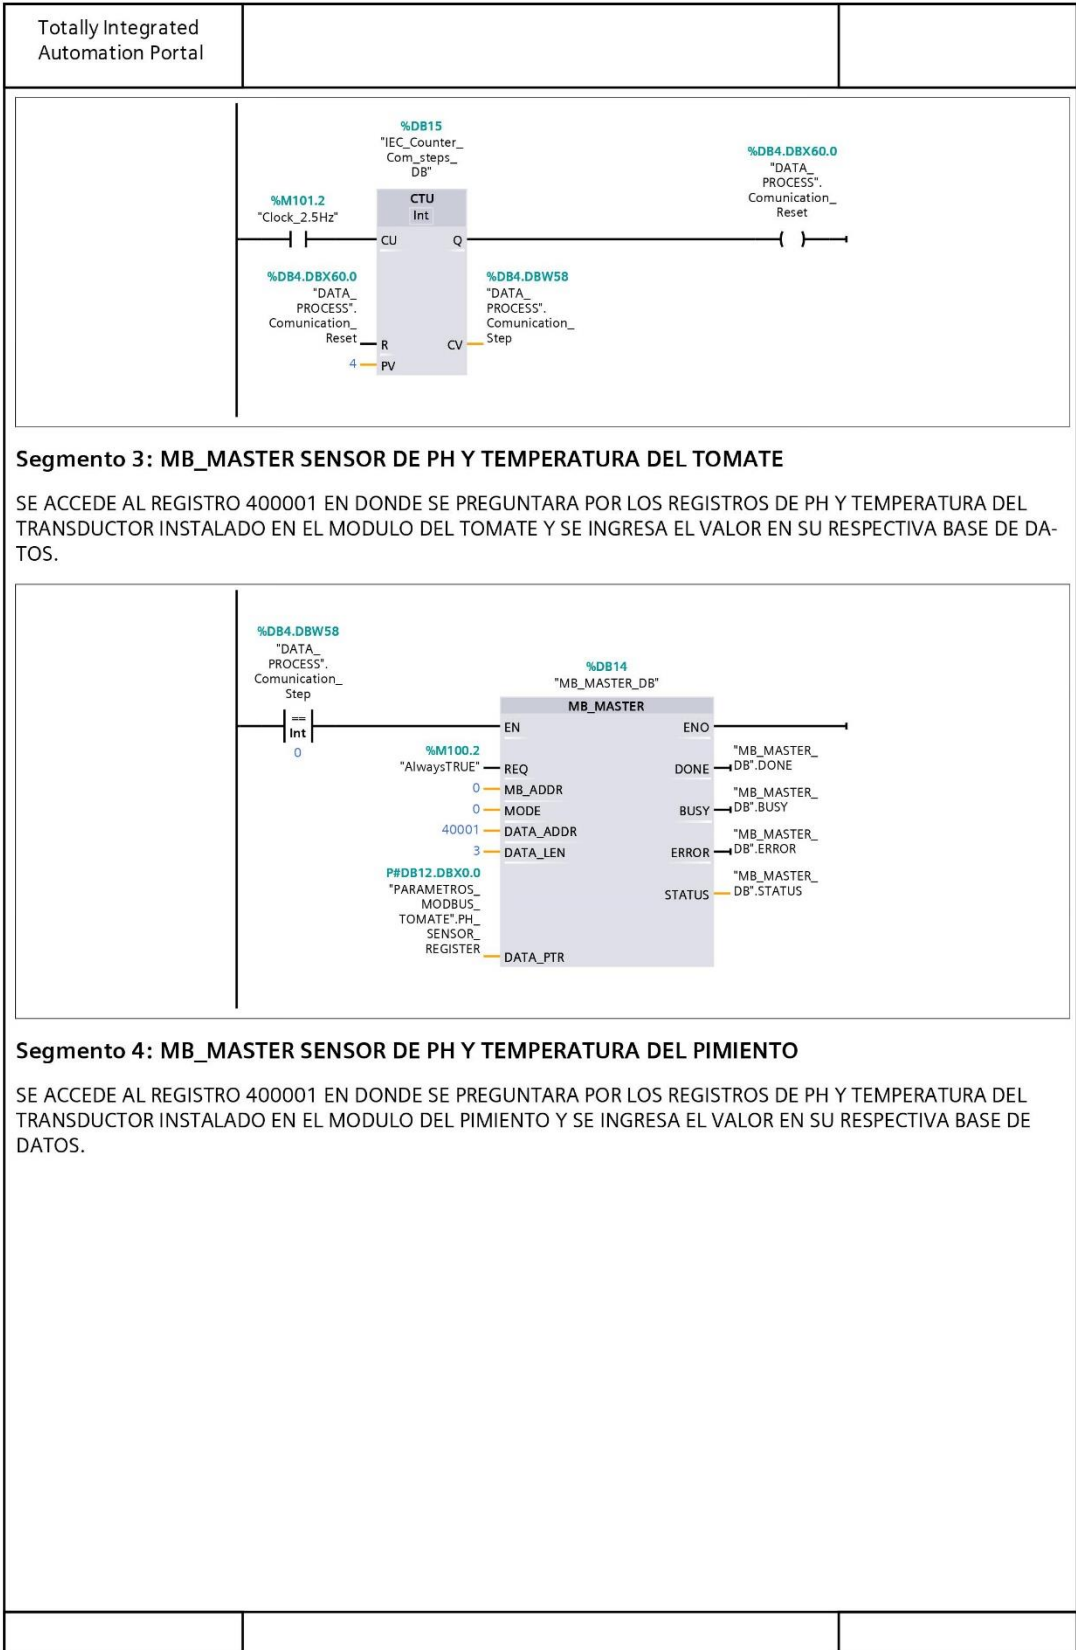 Totally Integrated
Automation Portal
%DB15
"IEC_Counter_
Com_steps_
DB"
CTU
Int
%M101.2
"Clock_2.5Hz"
CU
Q
%DB4.DBX60.0
"DATA_
PROCESS".
Comunication_
Reset
%DB4.DBX60.0
"DATA_
PROCESS".
Comunication_
Reset
R
4
PV
CV
%DB4.DBW58
"DATA_
PROCESS".
Comunication_
Step
Segmento 3: MB_MASTER SENSOR DE PH Y TEMPERATURA DEL TOMATE
SE ACCEDE AL REGISTRO 400001 EN DONDE SE PREGUNTARA POR LOS REGISTROS DE PH Y TEMPERATURA DEL
TRANSDUCTOR INSTALADO EN EL MODULO DEL TOMATE Y SE INGRESA EL VALOR EN SU RESPECTIVA BASE DE DA-
TOS.
%DB4.DBW58
"DATA_
PROCESS".
Comunication_
Step
==
Int
0
%DB14
"MB_MASTER_DB"
MB_MASTER
EN
ENO
%M100.2
"AlwaysTRUE"
REQ
0
MB_ADDR
0
MODE
40001
DATA_ADDR
3
DATA_LEN
P#DB12.DBX0.0
"PARAMETROS_
MODBUS_
TOMATE".PH_
SENSOR_
REGISTER
DATA_PTR
DONE
"MB_MASTER_
DB".DONE
BUSY
"MB_MASTER_
DB".BUSY
ERROR
"MB_MASTER_
DB".ERROR
STATUS
"MB_MASTER_
DB".STATUS
Segmento 4: MB_MASTER SENSOR DE PH Y TEMPERATURA DEL PIMIENTO
SE ACCEDE AL REGISTRO 400001 EN DONDE SE PREGUNTARA POR LOS REGISTROS DE PH Y TEMPERATURA DEL
TRANSDUCTOR INSTALADO EN EL MODULO DEL PIMIENTO Y SE INGRESA EL VALOR EN SU RESPECTIVA BASE DE
DATOS.